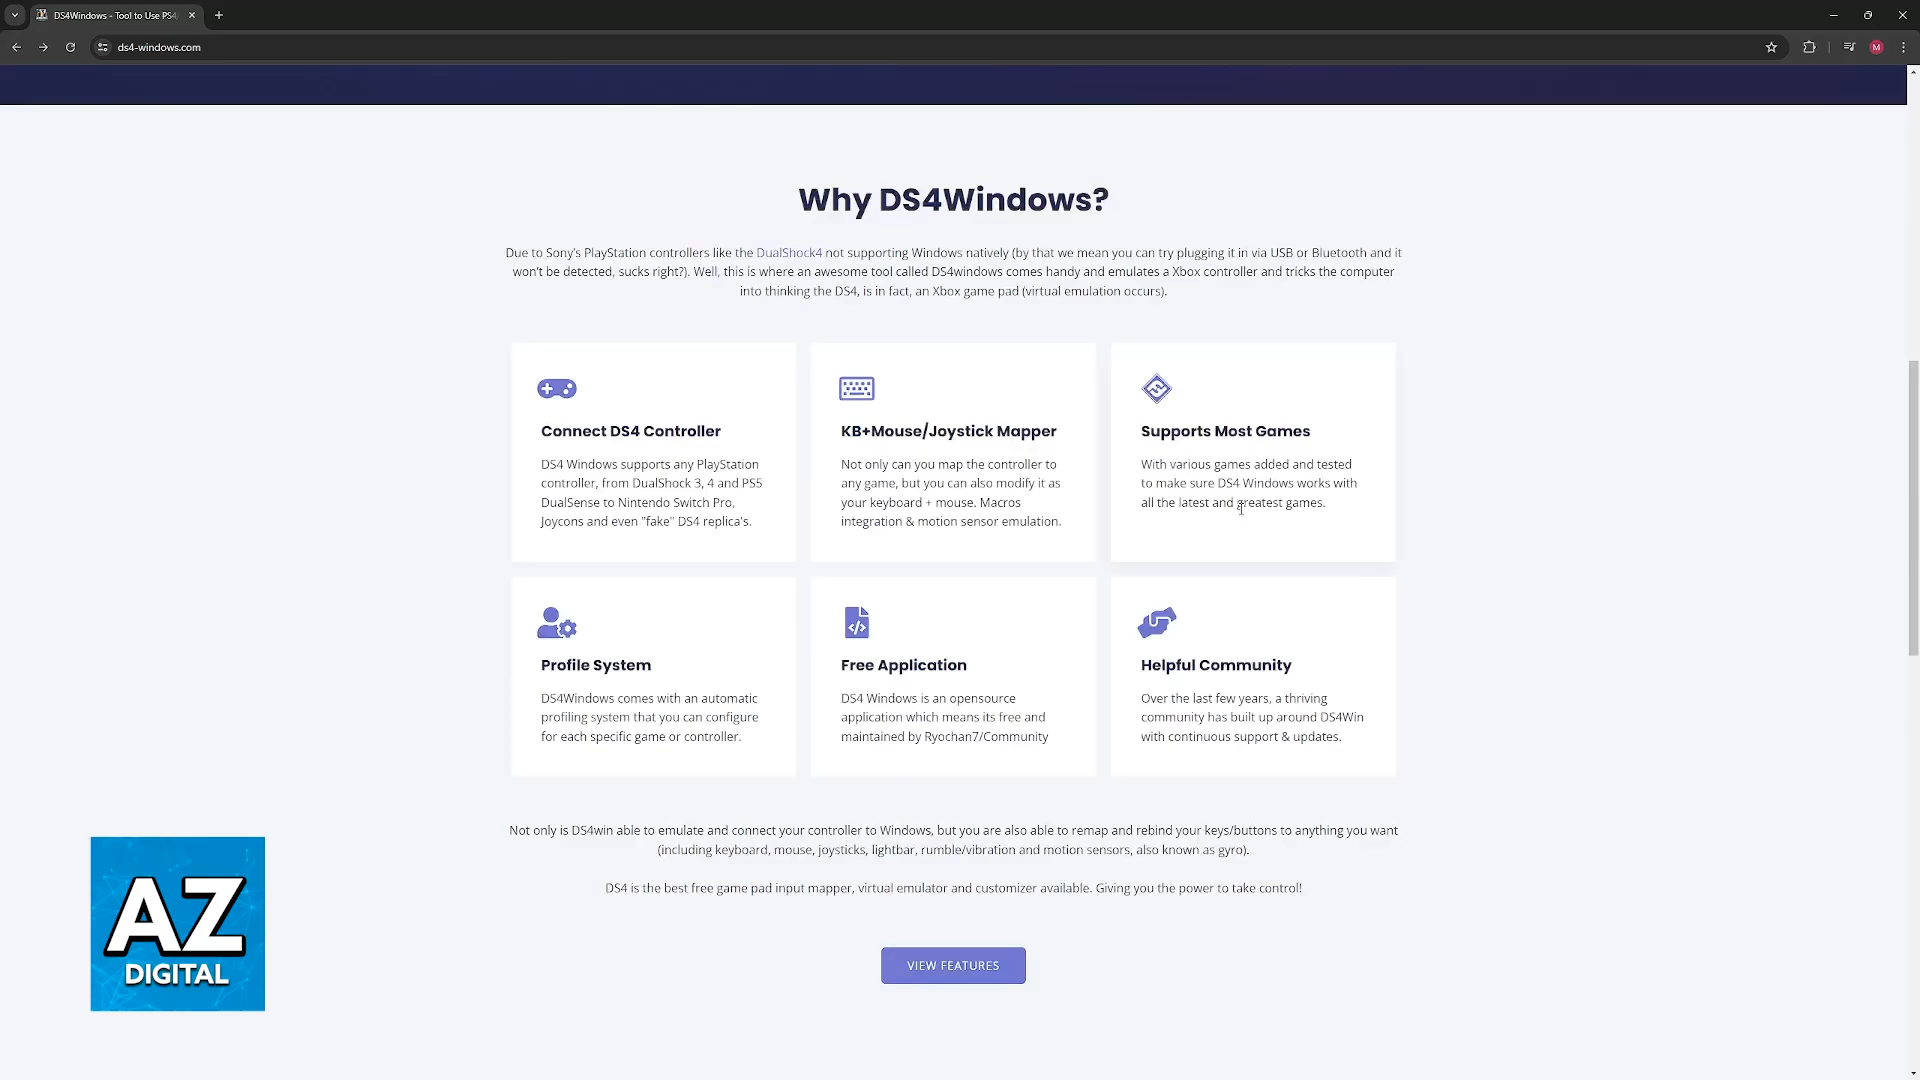 DS4Windows - Tool to Use PS4
ds4-windows.com
M
Why DS4Windows?
Due to Sony's PlayStation controllers like the DualShock4 not supporting Windows natively (by that we mean you can try plugging it in via USB or Bluetooth and it
won't be detected, sucks right?). Well, this is where an awesome tool called DS4windows comes handy and emulates a Xbox controller and tricks the computer
into thinking the DS4, is in fact, an Xbox game pad (virtual emulation occurs).
Connect DS4 Controller
DS4 Windows supports any PlayStation
controller, from DualShock 3, 4 and PS5
DualSense to Nintendo Switch Pro,
Joycons and even "fake" DS4 replica's.
KB+Mouse/Joystick Mapper
Not only can you map the controller to
any game, but you can also modify it as
your keyboard + mouse. Macros
integration & motion sensor emulation.
Supports Most Games
With various games added and tested
to make sure DS4 Windows works with
all the latest and greatest games.
Profile System
DS4Windows comes with an automatic
profiling system that you can configure
for each specific game or controller.
Free Application
DS4 Windows is an opensource
application which means its free and
maintained by Ryochan7/Community
Helpful Community
Over the last few years, a thriving
community has built up around DS4Win
with continuous support & updates.
Not only is DS4win able to emulate and connect your controller to Windows, but you are also able to remap and rebind your keys/buttons to anything you want
(including keyboard, mouse, joysticks, lightbar, rumble/vibration and motion sensors, also known as gyro).
DS4 is the best free game pad input mapper, virtual emulator and customizer available. Giving you the power to take control!
VIEW FEATURES
AZ
DIGITAL